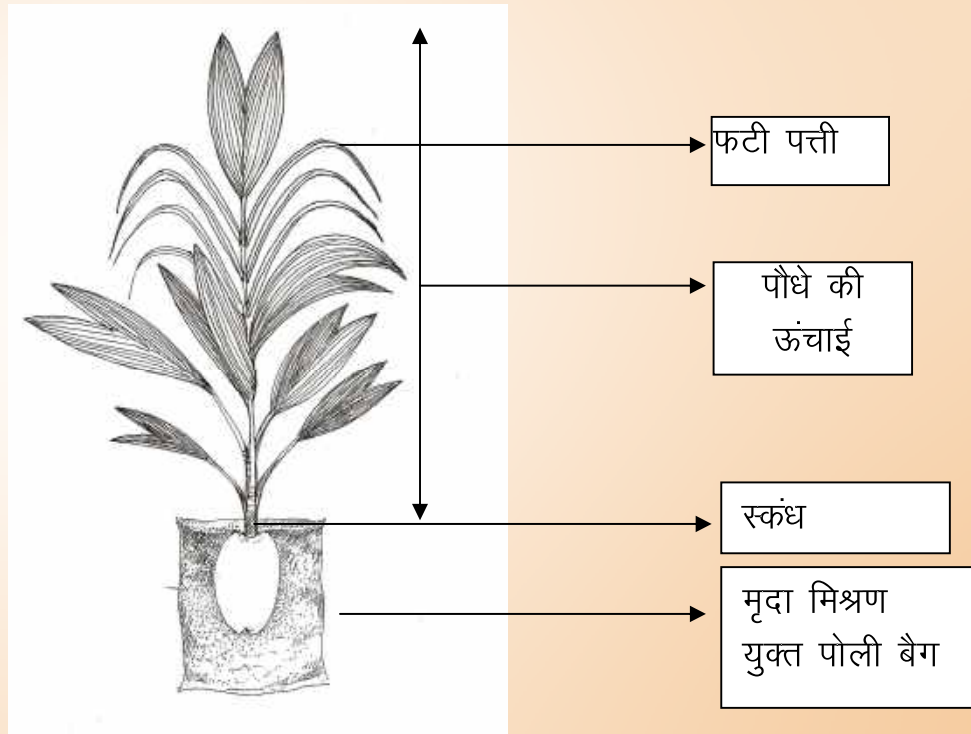 फटी पत्ती
पौधे की
ऊंचाई
स्कंध
मृदा मिश्रण
युक्त पोली बैग